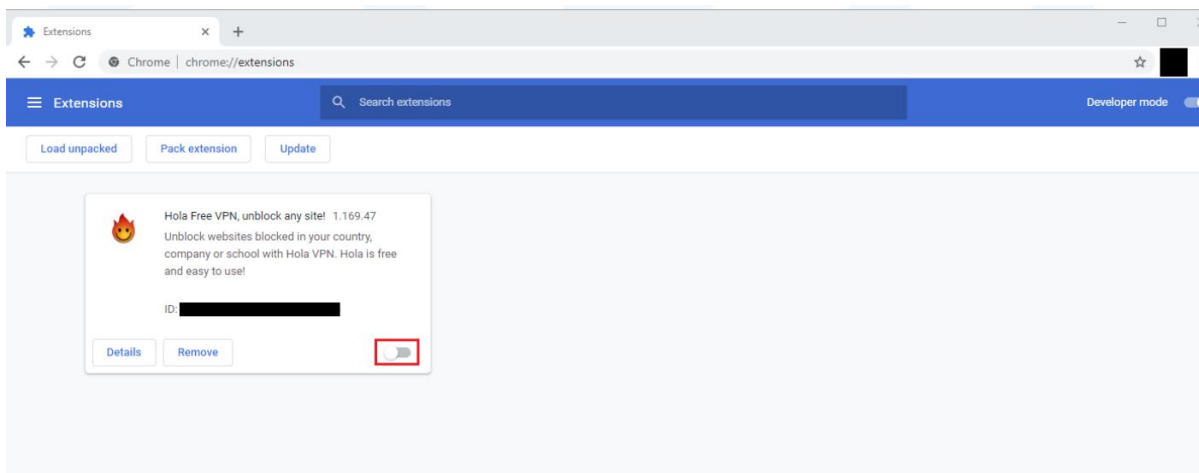 Extensions
Chrome | chrome://extensions
Extensions
Search extensions
Developer mode
Load unpacked
Pack extension
Update
Hola Free VPN, unblock any site! 1.169.47
Unblock websites blocked in your country,
company or school with Hola VPN. Hola is free
and easy to use!
ID:
Details
Remove